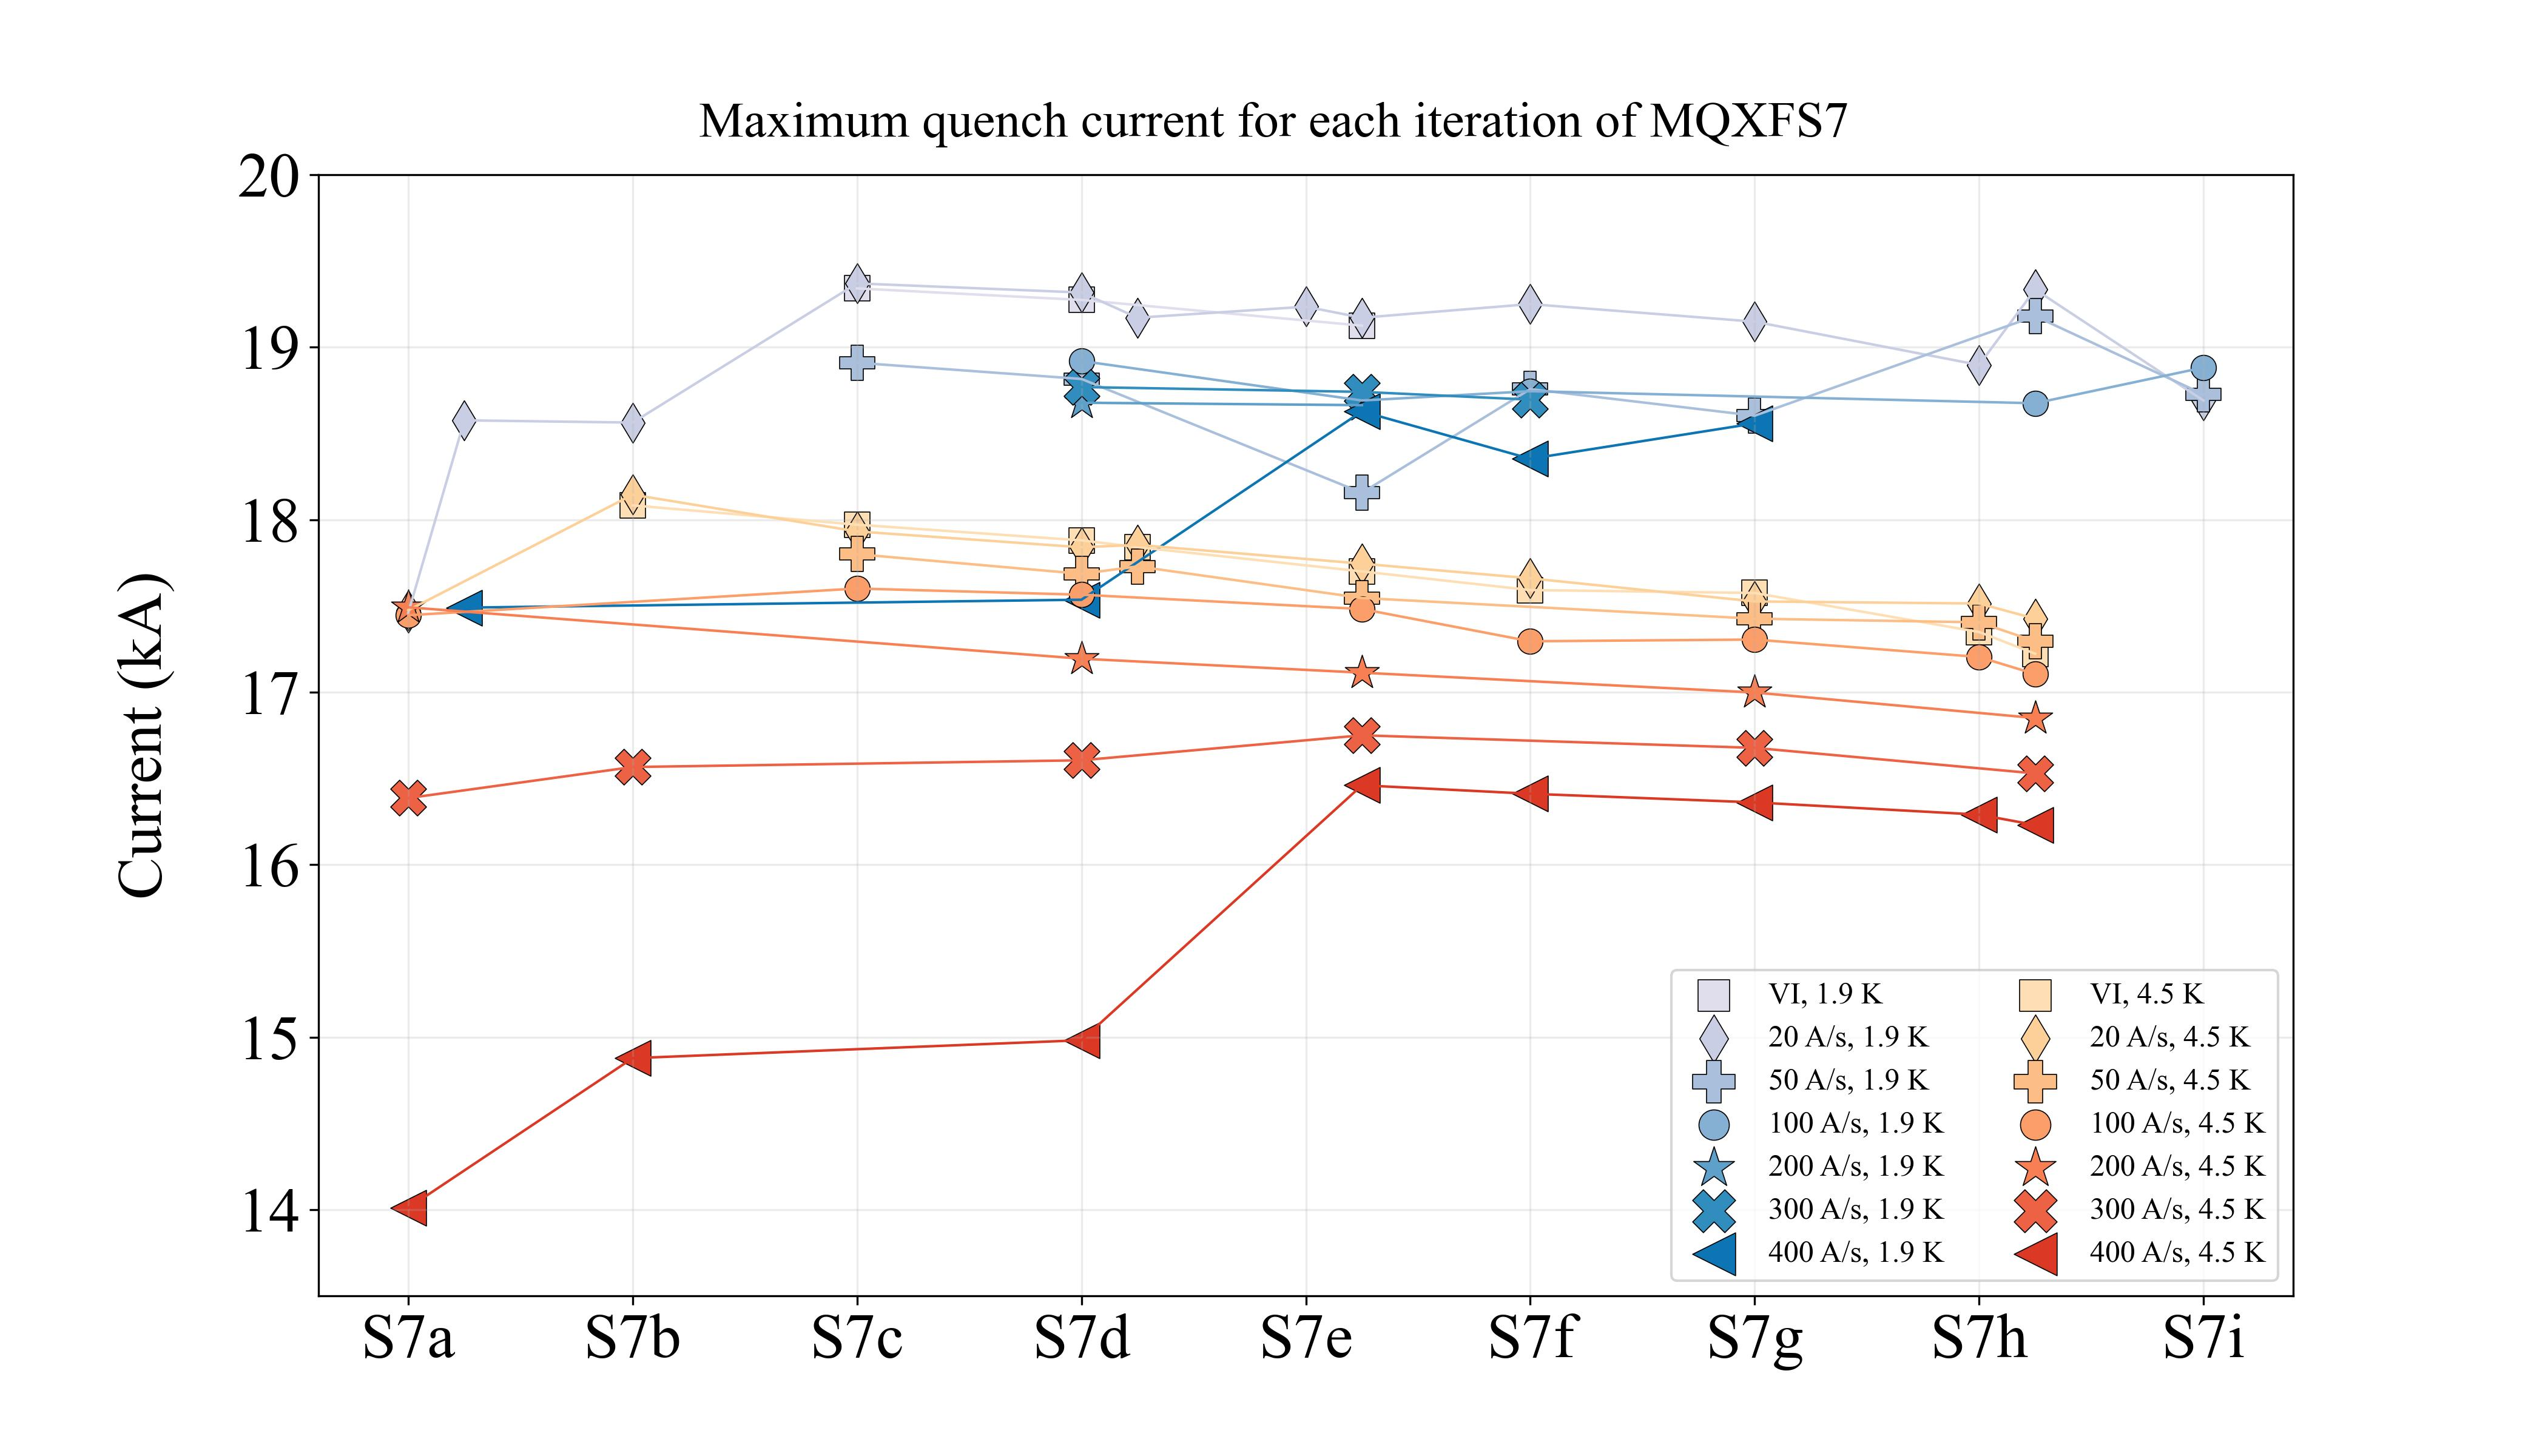 Maximum quench current for each iteration of MQXFS7
Current (kA)
20
19
18
17
16
15
14
S7a S7b S7c S7d S7e S7f S7g S7h S7i
VI, 1.9 K
20 A/s, 1.9 K
50 A/s, 1.9 K
100 A/s, 1.9 K
200 A/s, 1.9 K
300 A/s, 1.9 K
400 A/s, 1.9 K
VI, 4.5 K
20 A/s, 4.5 K
50 A/s, 4.5 K
100 A/s, 4.5 K
200 A/s, 4.5 K
300 A/s, 4.5 K
400 A/s, 4.5 K